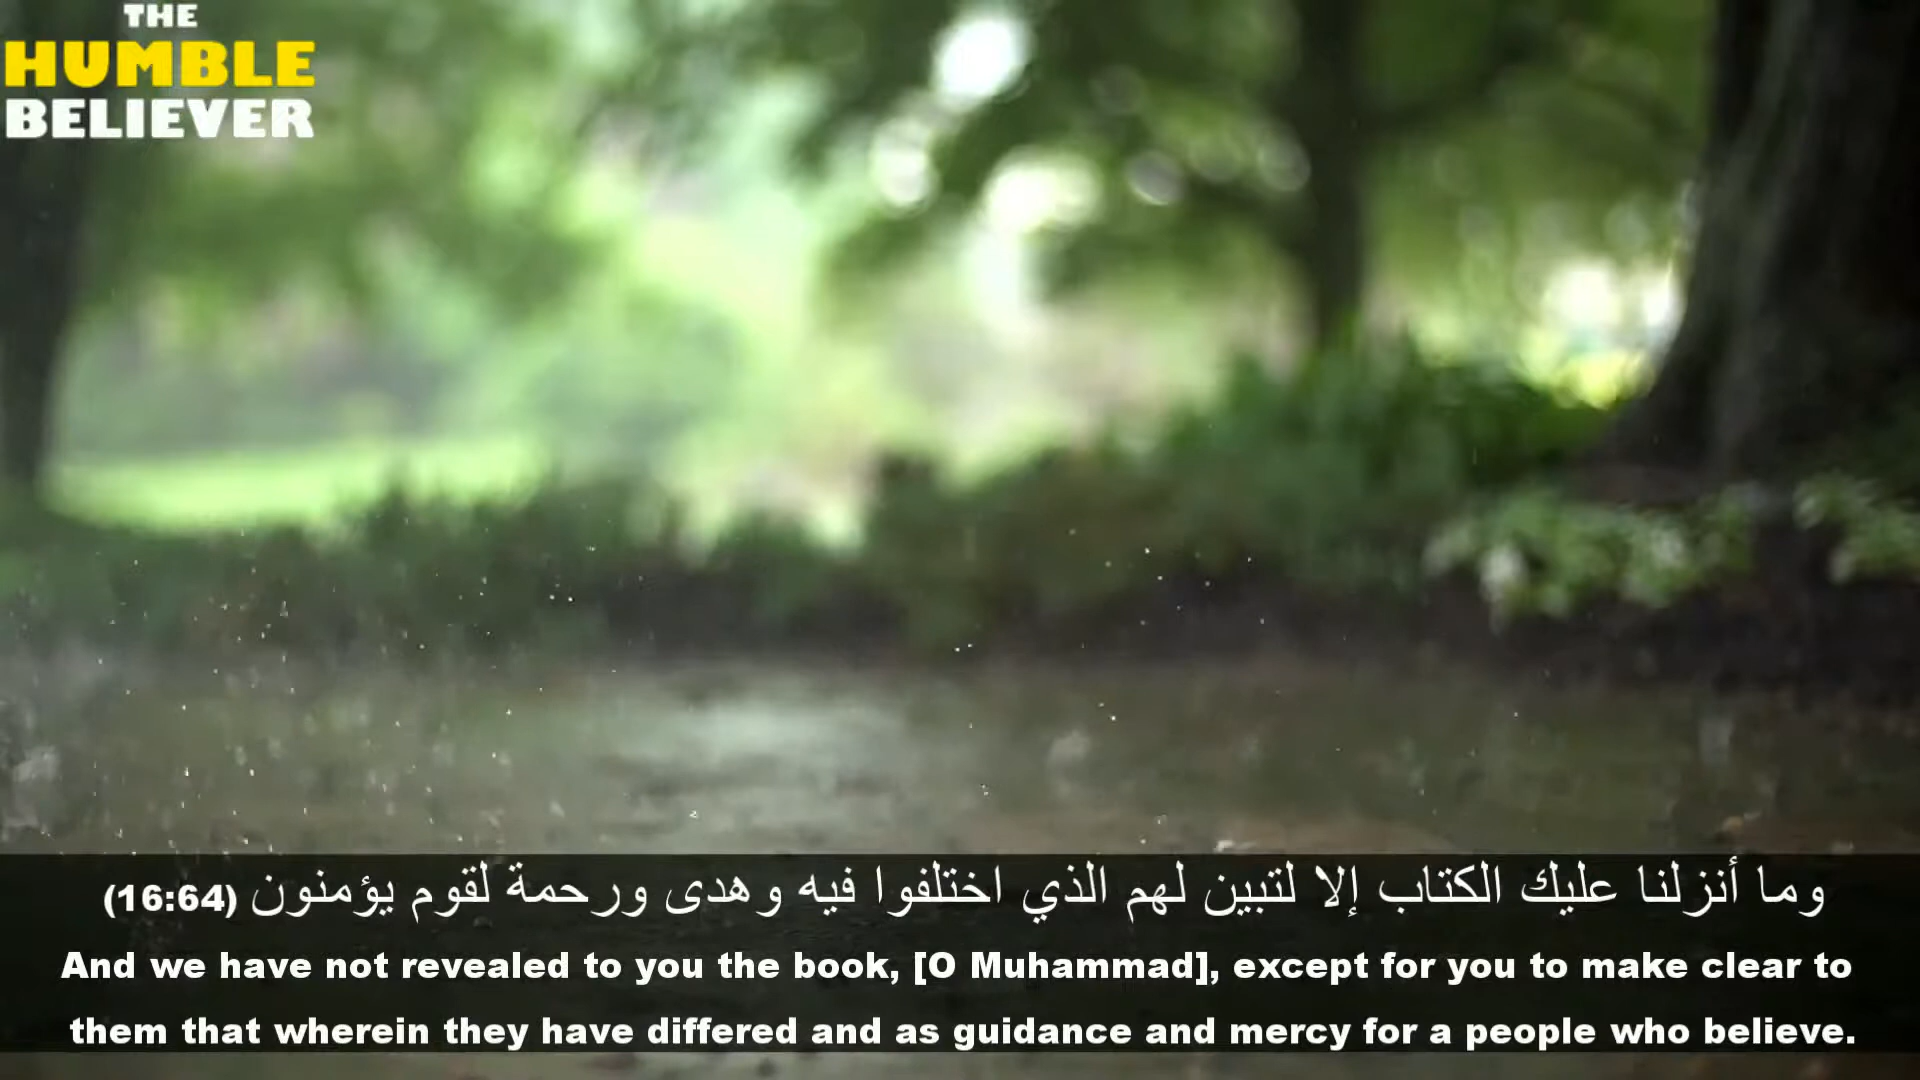 THE
HUMBLE
BELIEVER
وما أنزلنا عليك الكتاب إلا لتبين لهم الذي اختلفوا فيه وهدى ورحمة لقوم يؤمنون (16:64)
And we have not revealed to you the book, [O Muhammad], except for you to make clear to
them that wherein they have differed and as guidance and mercy for a people who believe.